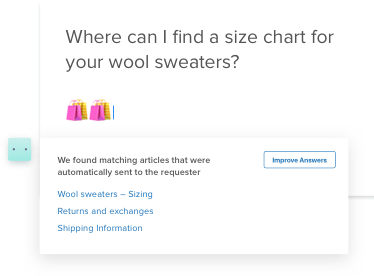 Where can I find a size chart for
your wool sweaters?
We found matching articles that were
automatically sent to the requester
Improve Answers
Wool sweaters – Sizing
Returns and exchanges
Shipping Information